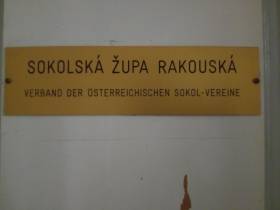 SOKOLSKÁ ŽUPA RAKOUSKÁ
VERBAND DER ÖSTERREICHISCHEN SOKOL-VEREINE